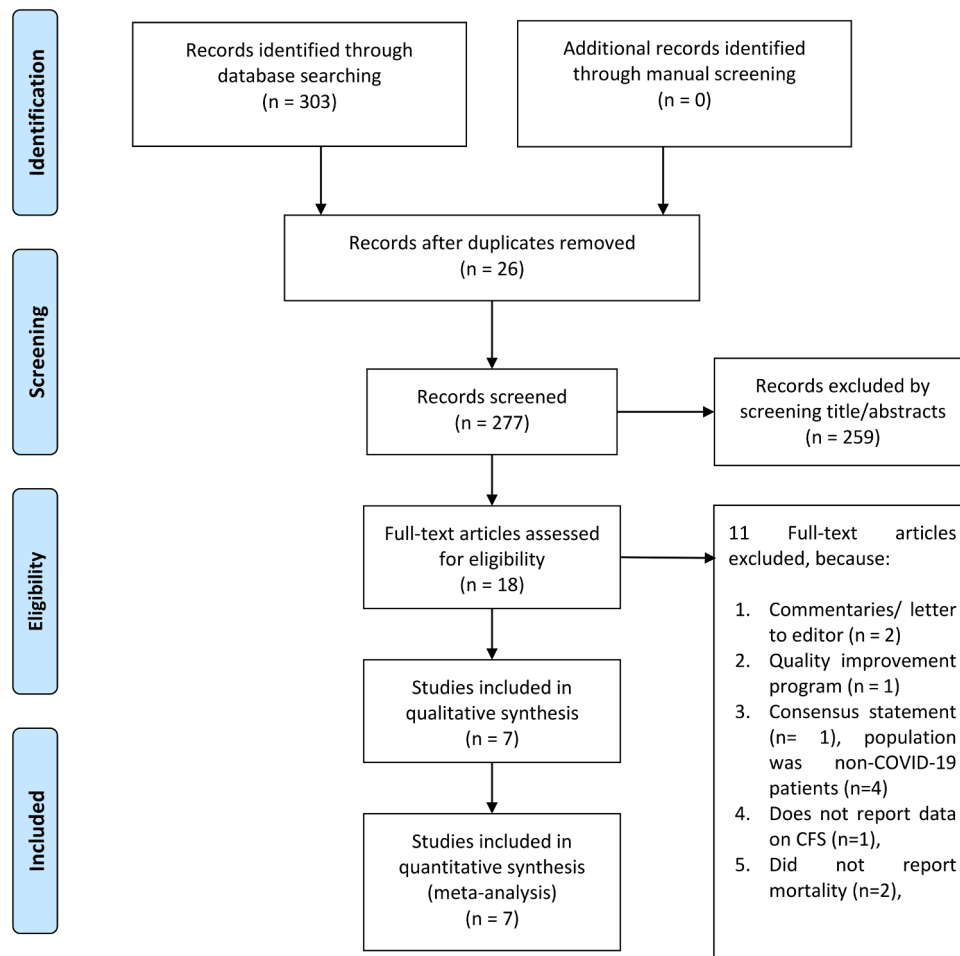 Identification
Records identified through
database searching
(n = 303)
Additional records identified
through manual screening
(n = 0)
Records after duplicates removed
(n = 26)
Screening
Records screened
(n = 277)
Records excluded by
screening title/abstracts
(n = 259)
Eligibility
Full-text articles assessed
for eligibility
(n = 18)
11 Full-text articles
excluded, because:
1. Commentaries/ letter
to editor (n = 2)
2. Quality improvement
program (n = 1)
3. Consensus statement
(n= 1), population
was non-COVID-19
patients (n=4)
4. Does not report data
on CFS (n=1),
5. Did not report
mortality (n=2),
Studies included in
qualitative synthesis
(n = 7)
Included
Studies included in
quantitative synthesis
(meta-analysis)
(n = 7)